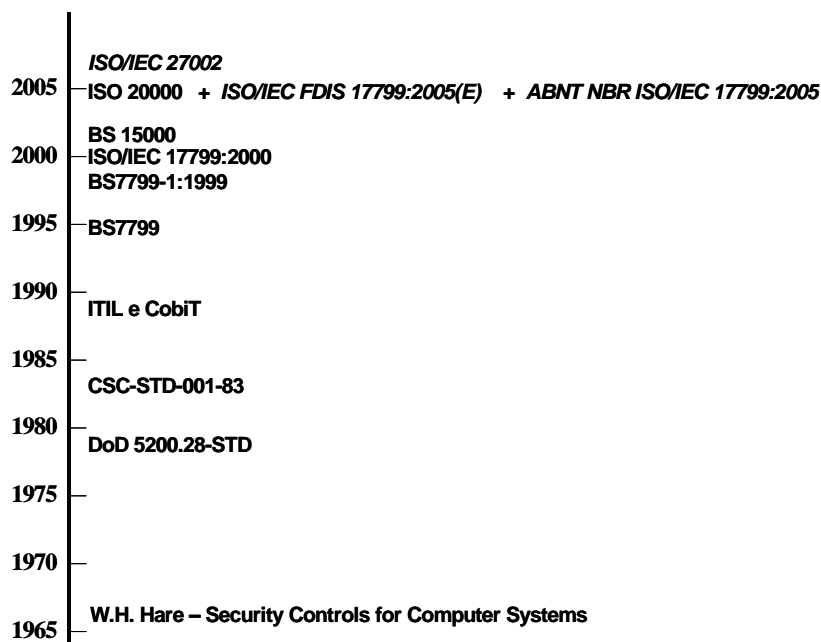 ISO/IEC 27002
2005 ISO 20000 + ISO/IEC FDIS 17799:2005(E) + ABNT NBR ISO/IEC 17799:2005
BS 15000
2000 ISO/IEC 17799:2000
BS7799-1:1999
1995 BS7799
1990
ITIL e CobiT
1985
CSC-STD-001-83
1980
DoD 5200.28-STD
1975
1970
W.H. Hare – Security Controls for Computer Systems
1965